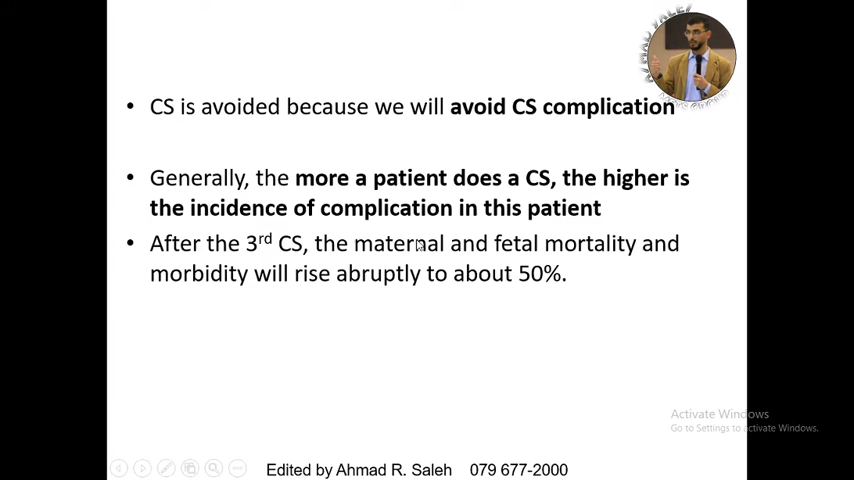 • CS is avoided because we will avoid CS complication
• Generally, the more a patient does a CS, the higher is
the incidence of complication in this patient
• After the 3rd CS, the maternal and fetal mortality and
morbidity will rise abruptly to about 50%.
Activate Windows
Go to Settings to activate Windows.
Edited by Ahmad R. Saleh 079 677-2000